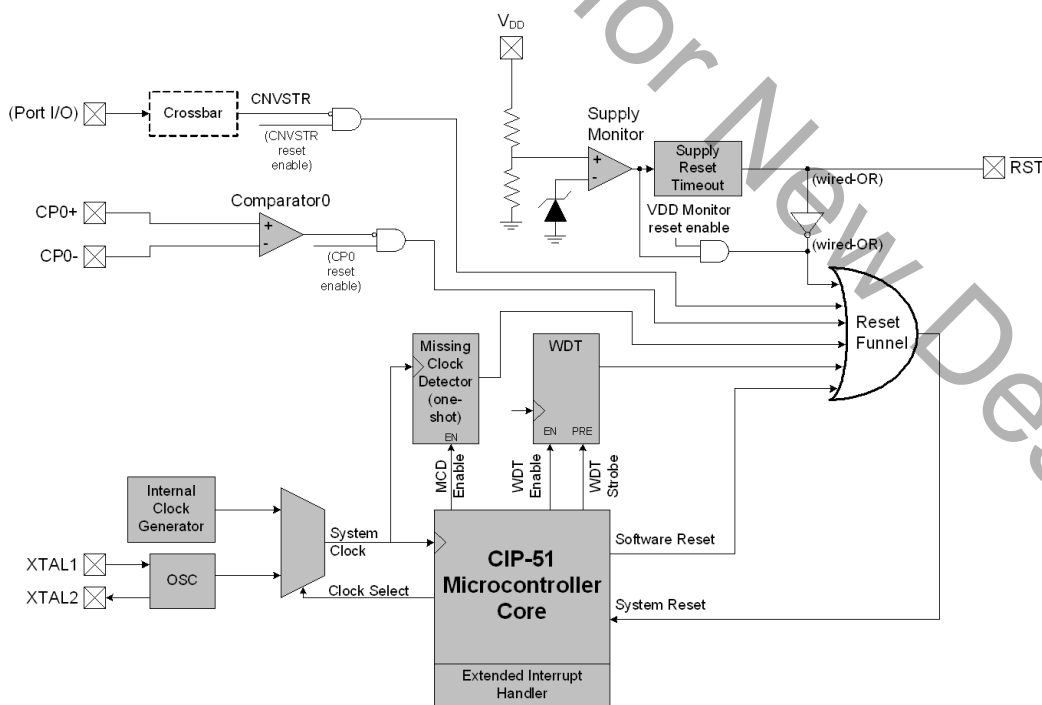 VDD
(Port I/O)
Crossbar
CNVSTR
(CNVSTR
reset
enable)
Supply
Monitor
+
-
Supply
Reset
Timeout
(wired-OR)
RST
CP0+
CP0-
Comparator0
+
-
(CP0
reset
enable)
VDD Monitor
reset enable
(wired-OR)
Reset
Funnel
Missing
Clock
Detector
(one-
shot)
EN
WDT
EN PRE
MCD
Enable
WDT
Enable
WDT
Strobe
Internal
Clock
Generator
System
Clock
XTAL1
XTAL2
OSC
Clock Select
CIP-51
Microcontroller
Core
Software Reset
System Reset
Extended Interrupt
Handler
or New Des